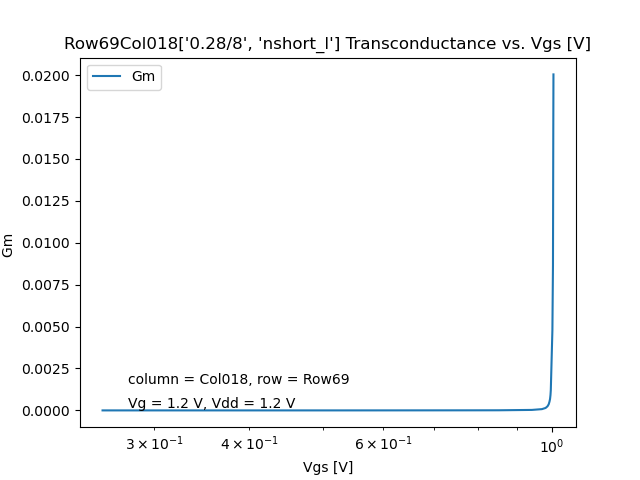 Row69Col018['0.28/8', 'nshort_l'] Transconductance vs. Vgs [V]
Gm
0.0200
0.0175
0.0150
0.0125
0.0100
0.0075
0.0050
0.0025
0.0000
Gm
column = Col018, row = Row69
Vg = 1.2 V, Vdd = 1.2 V
3 × 10⁻¹ 4 × 10⁻¹ 6 × 10⁻¹ 10⁰
Vgs [V]